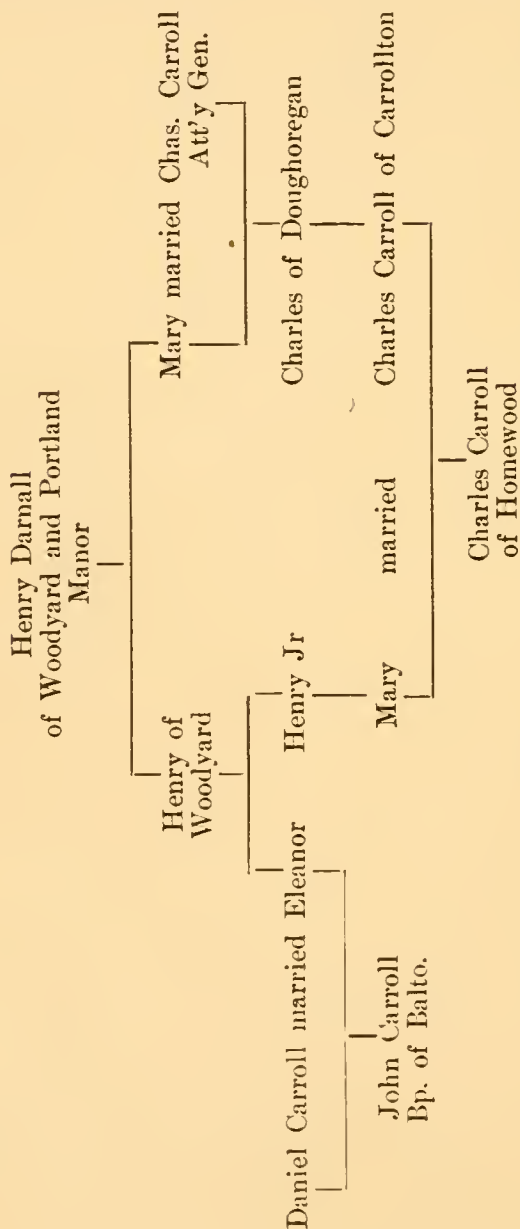 Henry Darnall
of Woodyard and Portland
Manor
Henry of
Woodyard
Mary married Chas. Carroll
Att'y Gen.
Daniel Carroll married Eleanor
Henry Jr
Charles of Doughoregan
John Carroll
Bp. of Balto.
Mary married Charles Carroll of Carrollton
Charles Carroll
of Homewood